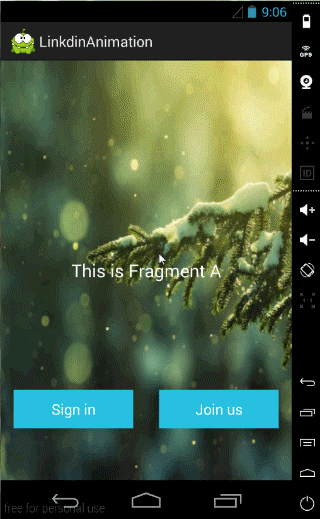 9:06
LinkdinAnimation
GPS
ID
This is Fragment A
Sign in
Join us
free for personal use